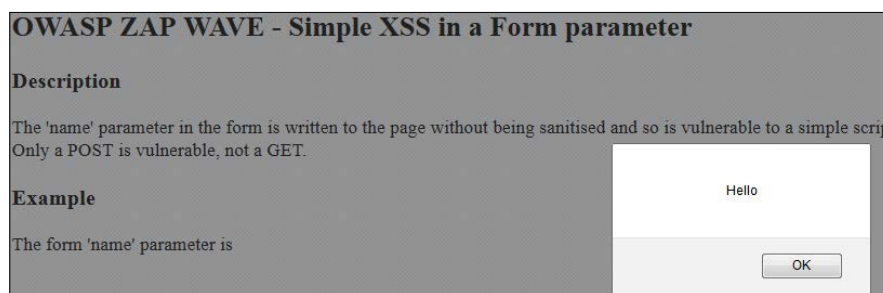 OWASP ZAP WAVE - Simple XSS in a Form parameter
Description
The 'name' parameter in the form is written to the page without being sanitised and so is vulnerable to a simple
Only a POST is vulnerable, not a GET.
Hello
Example
The form 'name' parameter is
OK